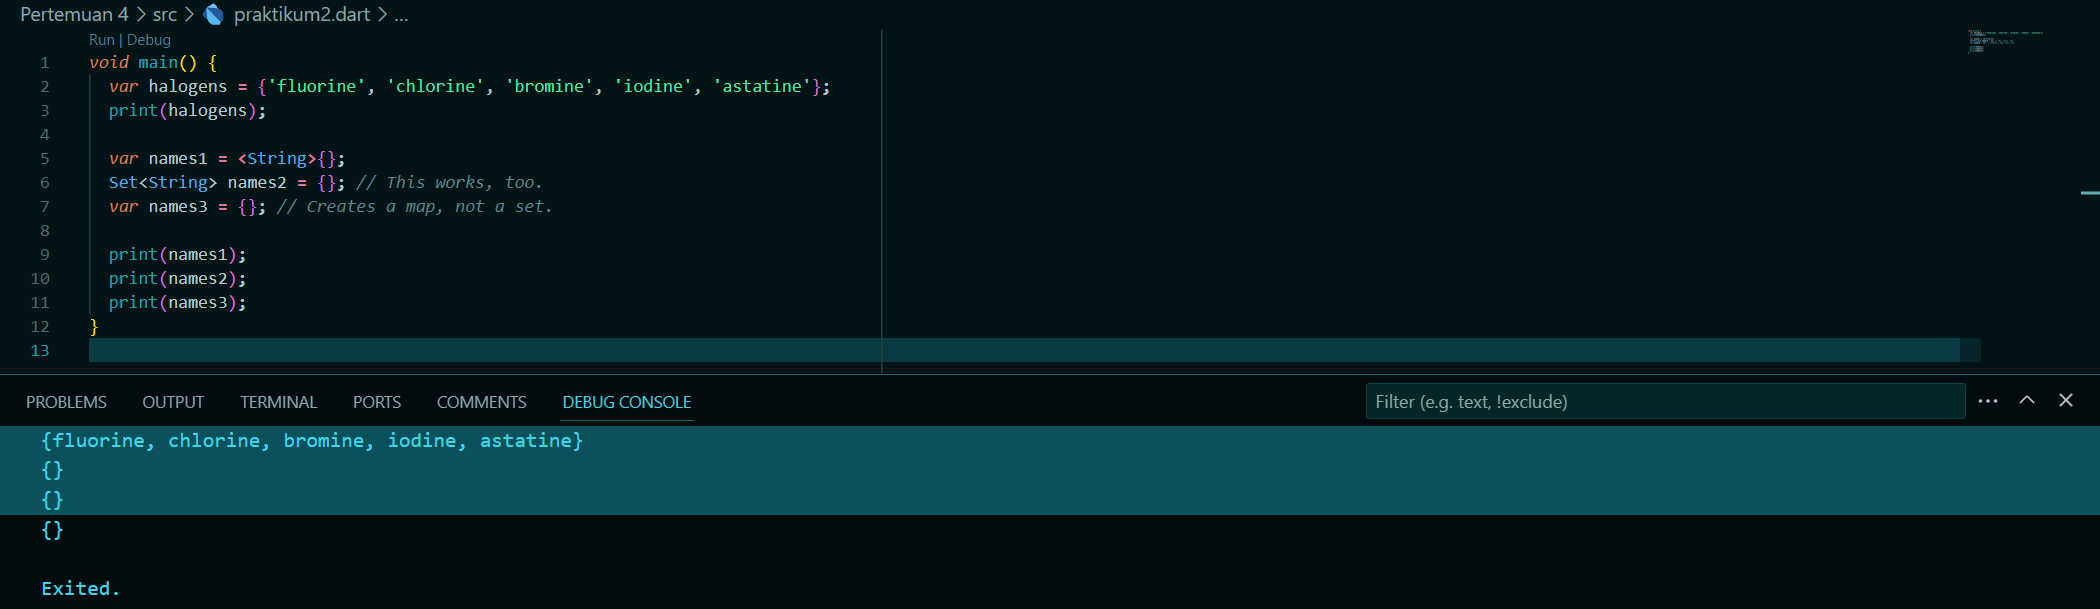 Pertemuan 4 > src > praktikum2.dart > ...
Run | Debug
1 void main() {
2 var halogens = {'fluorine', 'chlorine', 'bromine', 'iodine', 'astatine'};
3 print(halogens);
4
5 var names1 = <String>{};
6 Set<String> names2 = {}; // This works, too.
7 var names3 = {}; // Creates a map, not a set.
8
9 print(names1);
10 print(names2);
11 print(names3);
12 }
13
PROBLEMS OUTPUT TERMINAL PORTS COMMENTS DEBUG CONSOLE Filter (e.g. text, !exclude) ...
{fluorine, chlorine, bromine, iodine, astatine}
{}
{}
{}
Exited.